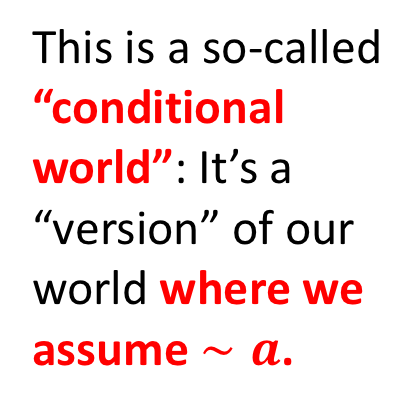 This is a so-called
“conditional
world”: It’s a
“version” of our
world where we
assume ~ a.